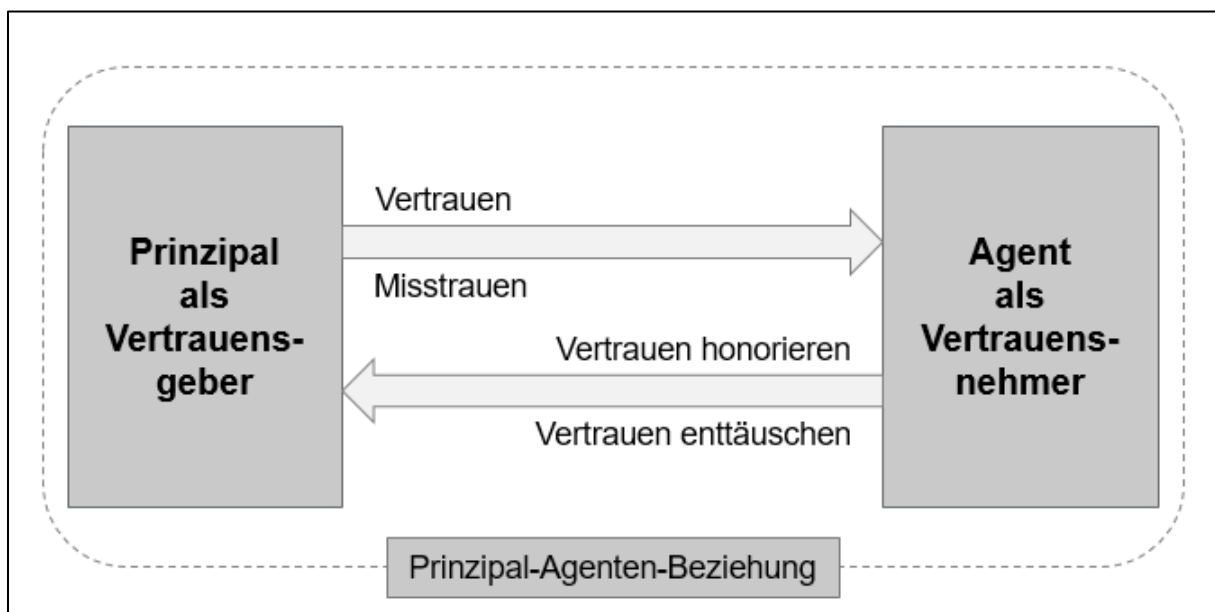 Prinzipal
als
Vertrauens-
geber
Vertrauen
Misstrauen
Vertrauen honorieren
Vertrauen enttäuschen
Agent
als
Vertrauens-
nehmer
Prinzipal-Agenten-Beziehung